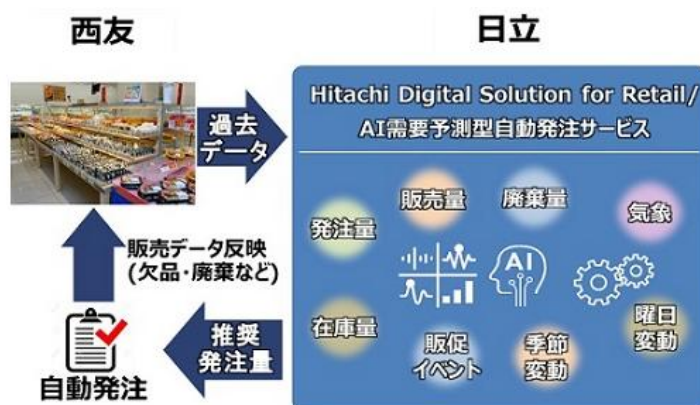 西友
日立
過去
データ
Hitachi Digital Solution for Retail/
AI需要予測型自動発注サービス
発注量
販売量
廃棄量
気象
AI
在庫量
販促
イベント
季節
変動
曜日
変動
販売データ反映
(欠品・廃棄など)
推奨
発注量
自動発注